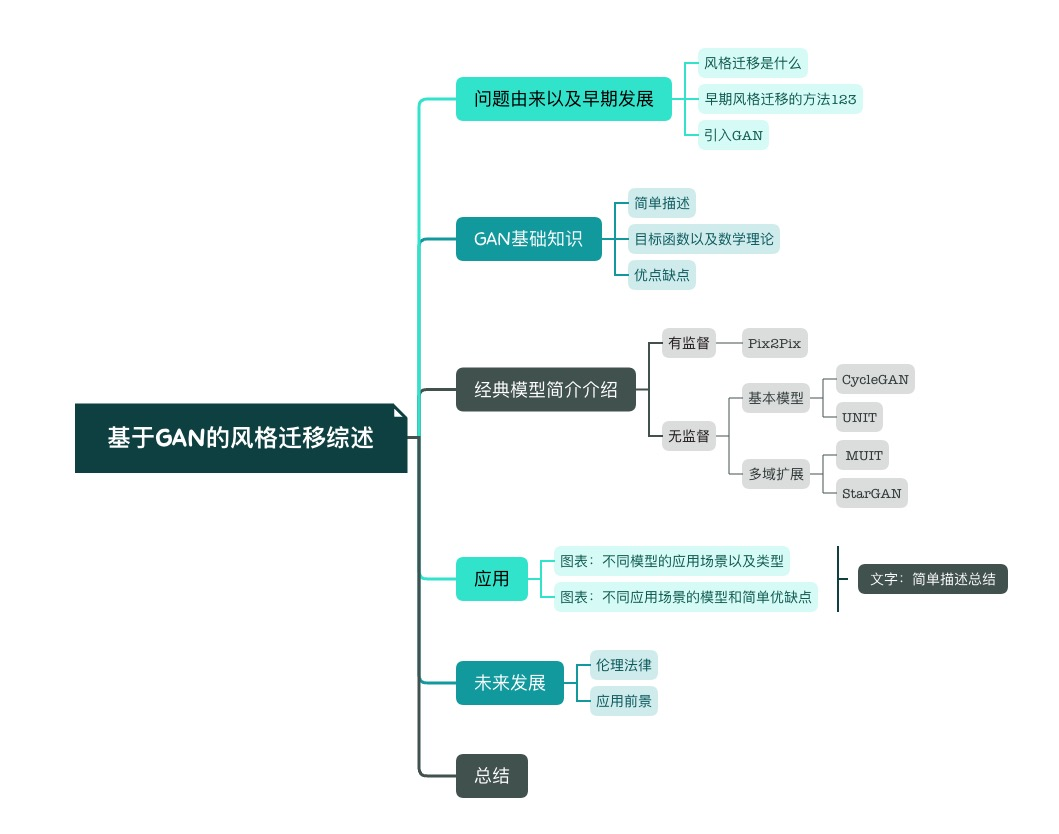 基于GAN的风格迁移综述
问题由来以及早期发展
风格迁移是什么
早期风格迁移的方法123
引入GAN
GAN基础知识
简单描述
目标函数以及数学理论
优点缺点
经典模型简介介绍
有监督
Pix2Pix
无监督
基本模型
CycleGAN
UNIT
多域扩展
MUIT
StarGAN
应用
图表：不同模型的应用场景以及类型
图表：不同应用场景的模型和简单优缺点
文字：简单描述总结
未来发展
伦理法律
应用前景
总结